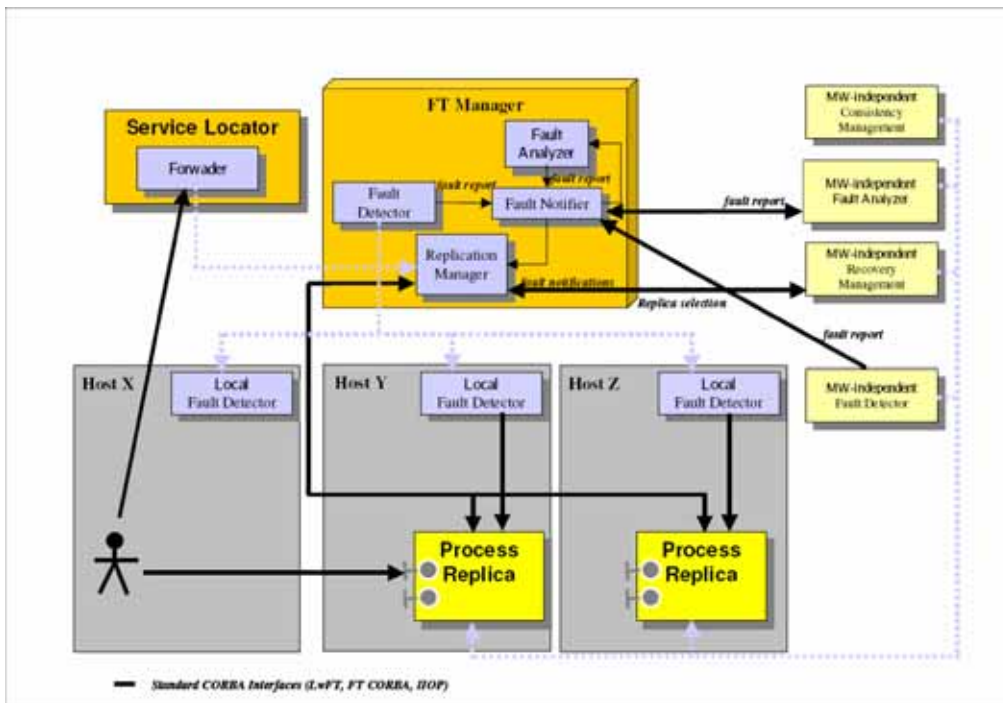 FT Manager
Service Locator
Forwader
Fault
Analyzer
fault report
fault report
Fault
Detector
Fault Notifier
Replication
Manager
fault notifications
Replica selection
fault report
fault report
MW-independent
Consistency
Management
MW-independent
Fault Analyzer
MW-independent
Recovery
Management
MW-independent
Fault Detector
Host X
Local
Fault Detector
Host Y
Local
Fault Detector
Host Z
Local
Fault Detector
Process
Replica
Process
Replica
Standard CORBA Interfaces (LwFT, FT CORBA, IIOP)